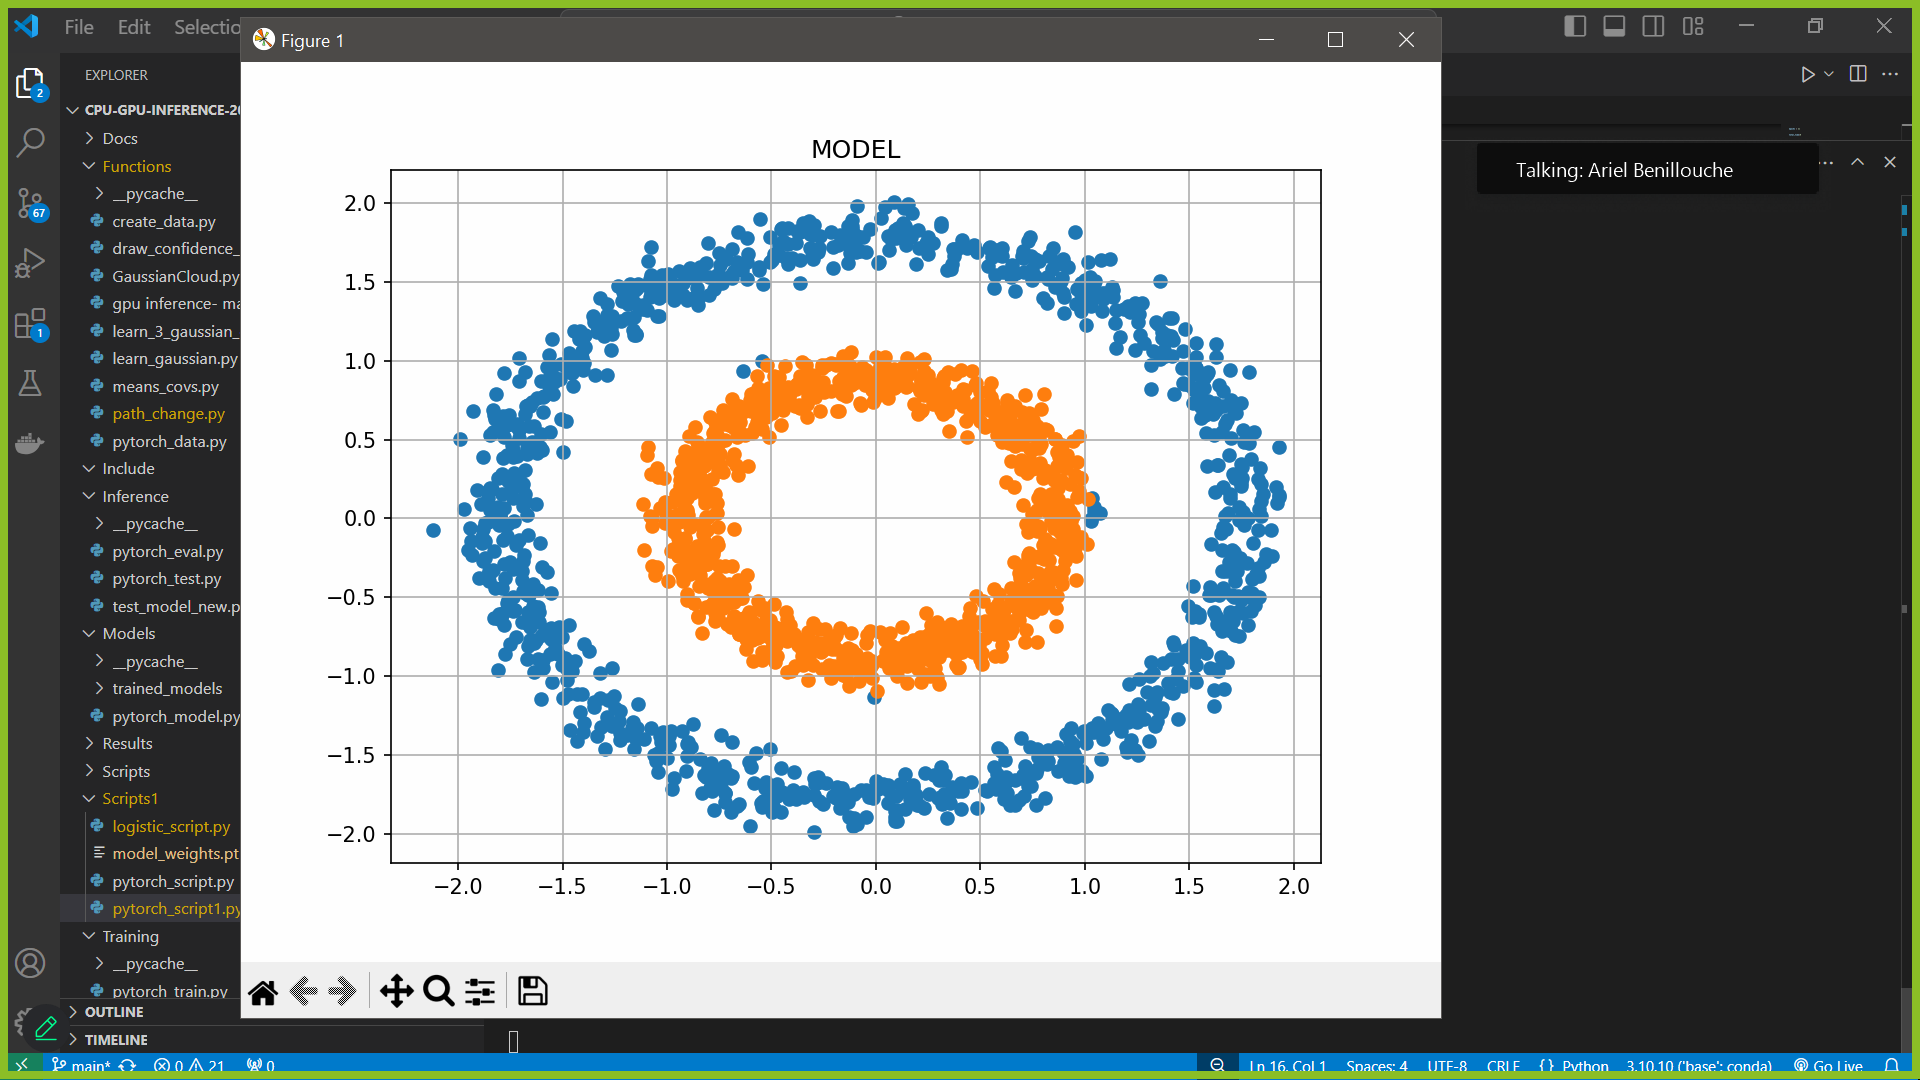 File Edit Selectio
Figure 1
EXPLORER
2
CPU-GPU-INFERENCE-20
Docs
Functions
__pycache__
create_data.py
67
draw_confidence_
GaussianCloud.py
gpu inference- ma
learn_3_gaussian_
1
learn_gaussian.py
means_covs.py
path_change.py
pytorch_data.py
Include
Inference
__pycache__
pytorch_eval.py
pytorch_test.py
test_model_new.p
Models
__pycache__
trained_models
pytorch_model.py
Results
Scripts
Scripts1
logistic_script.py
model_weights.pt
pytorch_script.py
pytorch_script1.py
Training
__pycache__
pytorch_train.py
OUTLINE
TIMELINE
MODEL
2.0
1.5
1.0
0.5
0.0
−0.5
−1.0
−1.5
−2.0
−2.0 −1.5 −1.0 −0.5 0.0 0.5 1.0 1.5 2.0
Talking: Ariel Benillouche
main* 0 21 0 Ln 16, Col 1 Spaces: 4 UTF-8 CRLF {} Python 3.10.10 ('base': conda) Go Live